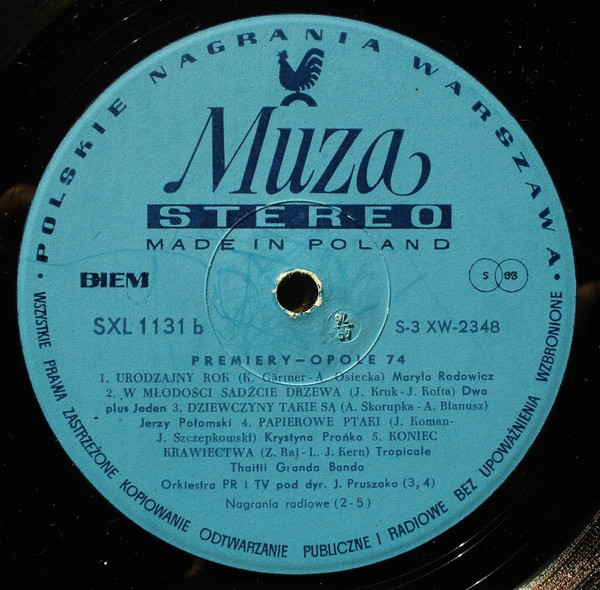 • POLSKIE NAGRANIA WARSZAWA •
Muza
STEREO
MADE IN POLAND
BIEM
S 33
SXL 1131 b
S-3 XW-2348
PREMIERY—OPOLE 74
1. URODZAJNY ROK (K. Gärtner-A. Osiecka) Maryla Rodowicz
2. W MŁODOŚCI SADŹCIE DRZEWA (J. Kruk-J. Kofta) Dwa
plus Jeden 3. DZIEWCZYNY TAKIE SĄ (A. Skorupka-A. Bianusz)
Jerzy Połomski 4. PAPIEROWE PTAKI (J. Koman-
J. Szczepkowski) Krystyna Prońko 5. KONIEC
KRAWIECTWA (Z. Raj-L. J. Kern) Tropicale
Thaitii Granda Banda
Orkiestra PR i TV pod dyr. J. Pruszaka (3, 4)
Nagrania radiowe (2-5)
WSZYSTKIE PRAWA ZASTRZEŻONE KOPIOWANIE ODTWARZANIE PUBLICZNE I RADIOWE BEZ UPOWAŻNIENIA WZBRONIONE